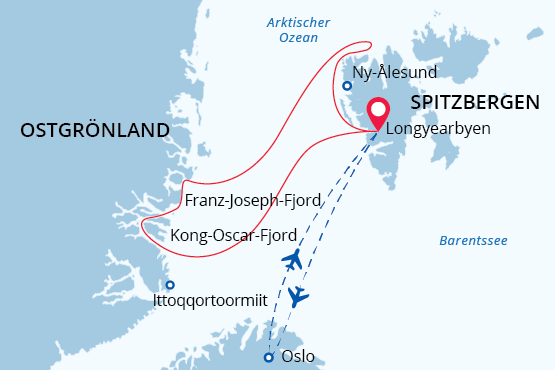 Arktischer
Ozean
Ny-Ålesund
SPITZBERGEN
OSTGRÖNLAND
Longyearbyen
Franz-Joseph-Fjord
Kong-Oscar-Fjord
Barentssee
Ittoqqortoormiit
Oslo